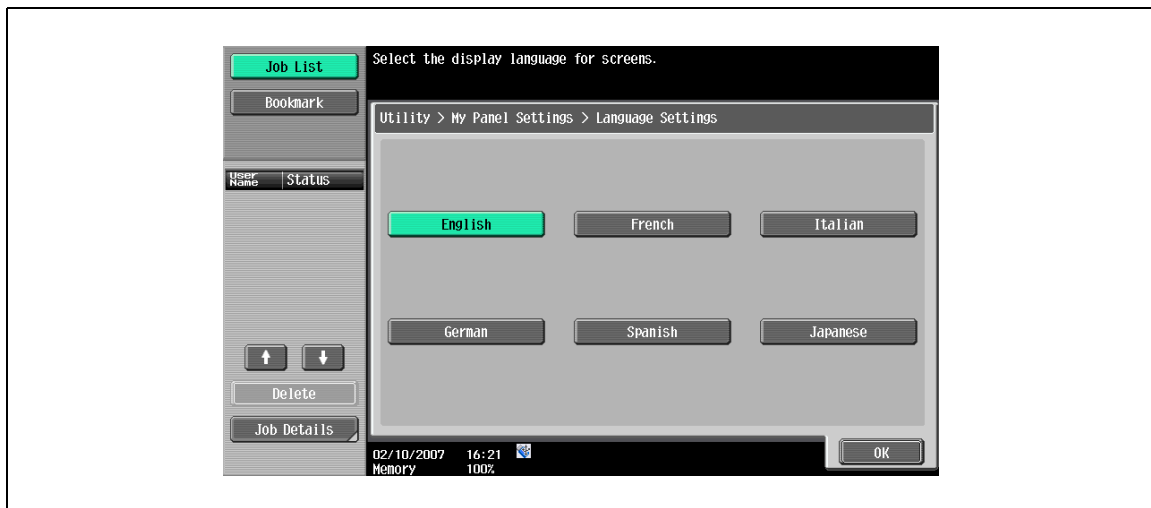 Job List
Bookmark
User Name
Status
Delete
Job Details
Select the display language for screens.
Utility > My Panel Settings > Language Settings
English French Italian
German Spanish Japanese
02/10/2007 16:21
Memory 100%
OK